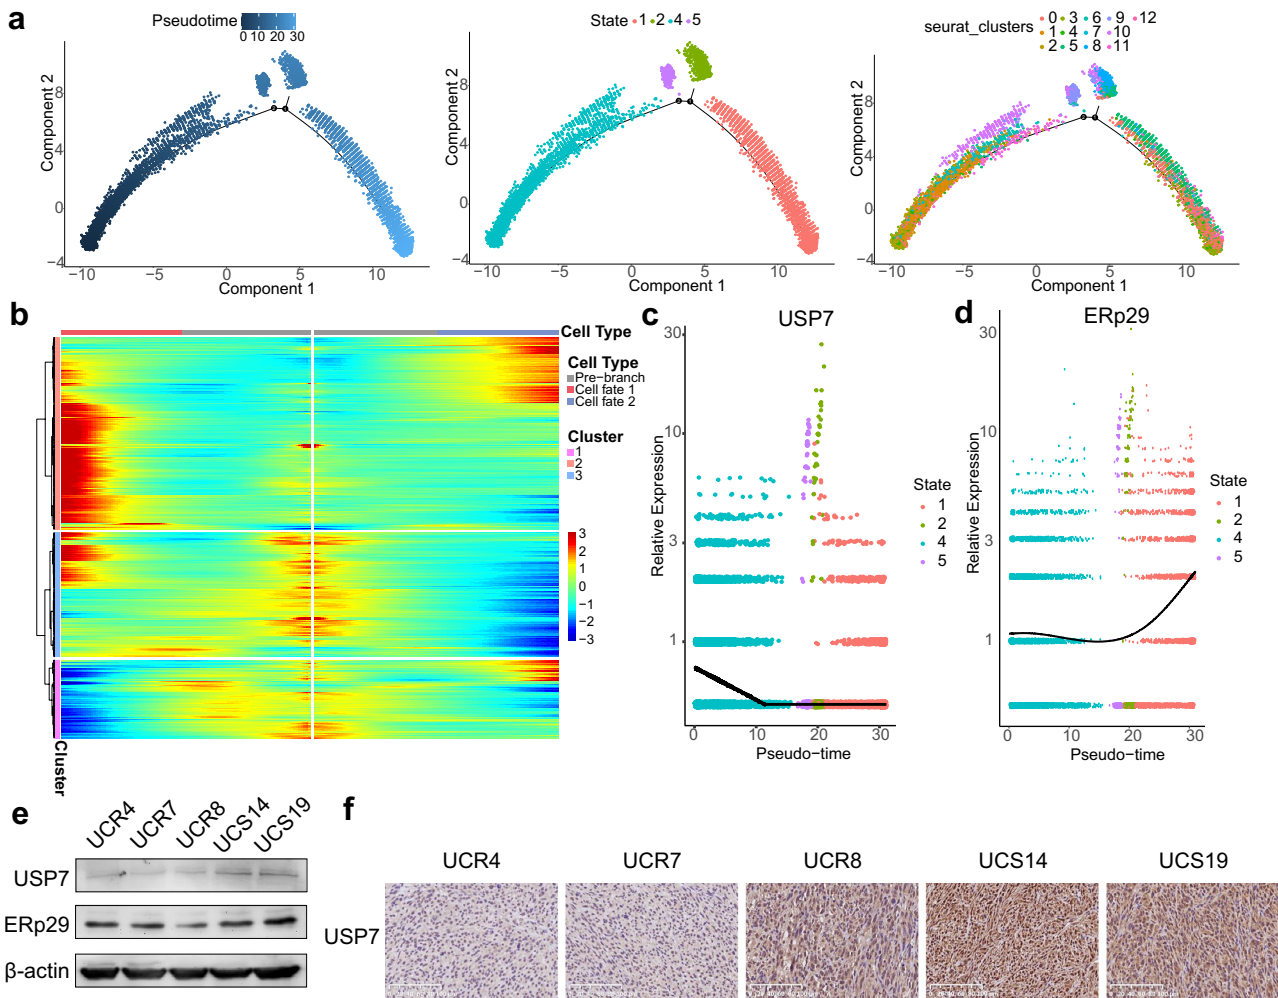 a
Pseudotime
0 10 20 30
Component 2
8
4
0
−4
−10 −5 0 5 10
Component 1
State 1 2 4 5
Component 2
8
4
0
−4
−10 −5 0 5 10
Component 1
seurat_clusters
0 3 6 9 12
1 4 7 10
2 5 8 11
Component 2
8
4
0
−4
−10 −5 0 5 10
Component 1
b
Cell Type
Cell Type
Pre−branch
Cell fate 1
Cell fate 2
Cluster
1
2
3
3
2
1
0
−1
−2
−3
Cluster
c
USP7
Relative Expression
30
10
3
1
0 10 20 30
Pseudo−time
State
1
2
4
5
d
ERp29
Relative Expression
30
10
3
1
0 10 20 30
Pseudo−time
State
1
2
4
5
e
UCR4 UCR7 UCR8 UCS14 UCS19
USP7
ERp29
β-actin
f
UCR4 UCR7 UCR8 UCS14 UCS19
USP7